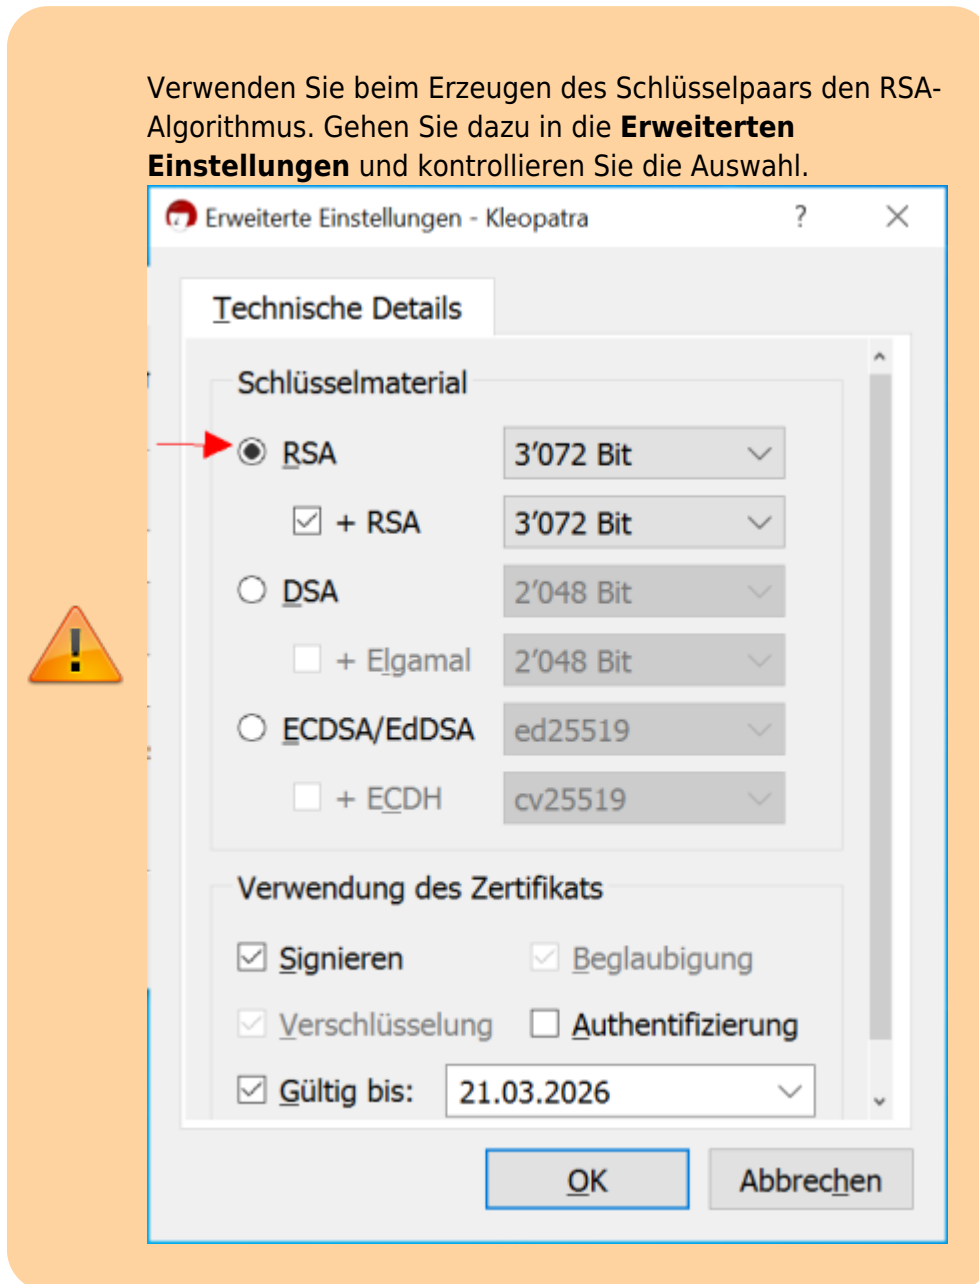 Verwenden Sie beim Erzeugen des Schlüsselpaars den RSA-
Algorithmus. Gehen Sie dazu in die Erweiterten
Einstellungen und kontrollieren Sie die Auswahl.
Erweiterte Einstellungen - Kleopatra
Technische Details
Schlüsselmaterial
RSA 3’072 Bit
+ RSA 3’072 Bit
DSA 2’048 Bit
+ Elgamal 2’048 Bit
ECDSA/EdDSA ed25519
+ ECDH cv25519
Verwendung des Zertifikats
Signieren Beglaubigung
Verschlüsselung Authentifizierung
Gültig bis: 21.03.2026
OK Abbrechen